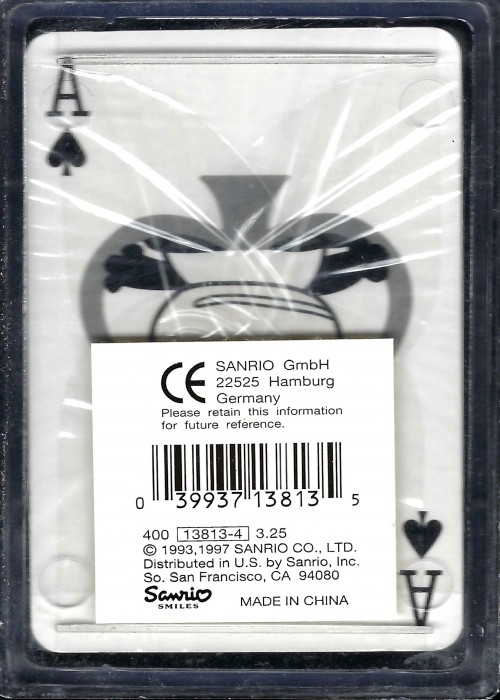 A
CE SANRIO GmbH
22525 Hamburg
Germany
Please retain this information
for future reference.
0 39937 13813 5
400 13813-4 3.25
© 1993,1997 SANRIO CO., LTD.
Distributed in U.S. by Sanrio, Inc.
So. San Francisco, CA 94080
Sanrio
SMILES
MADE IN CHINA
A